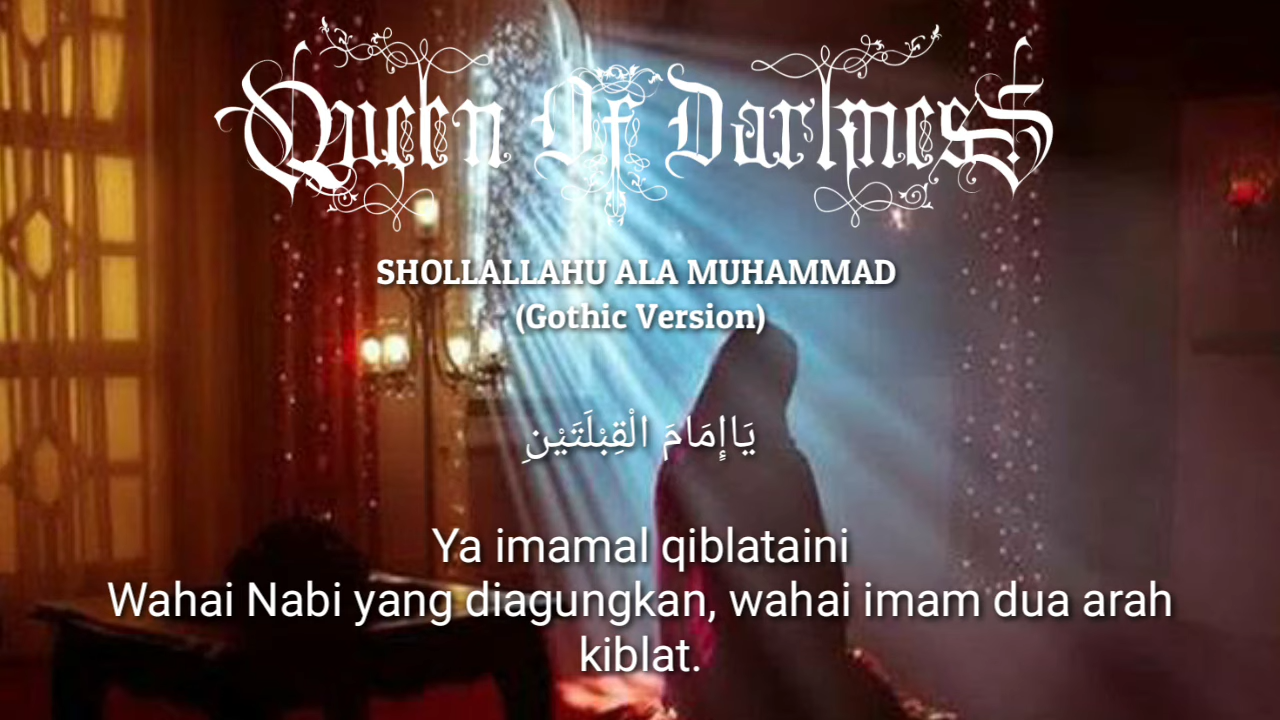 Queen Of Darkness
SHOLLALLAHU ALA MUHAMMAD
(Gothic Version)
يَاإِمَامَ الْقِبْلَتَيْنِ
Ya imamal qiblataini
Wahai Nabi yang diagungkan, wahai imam dua arah
kiblat.